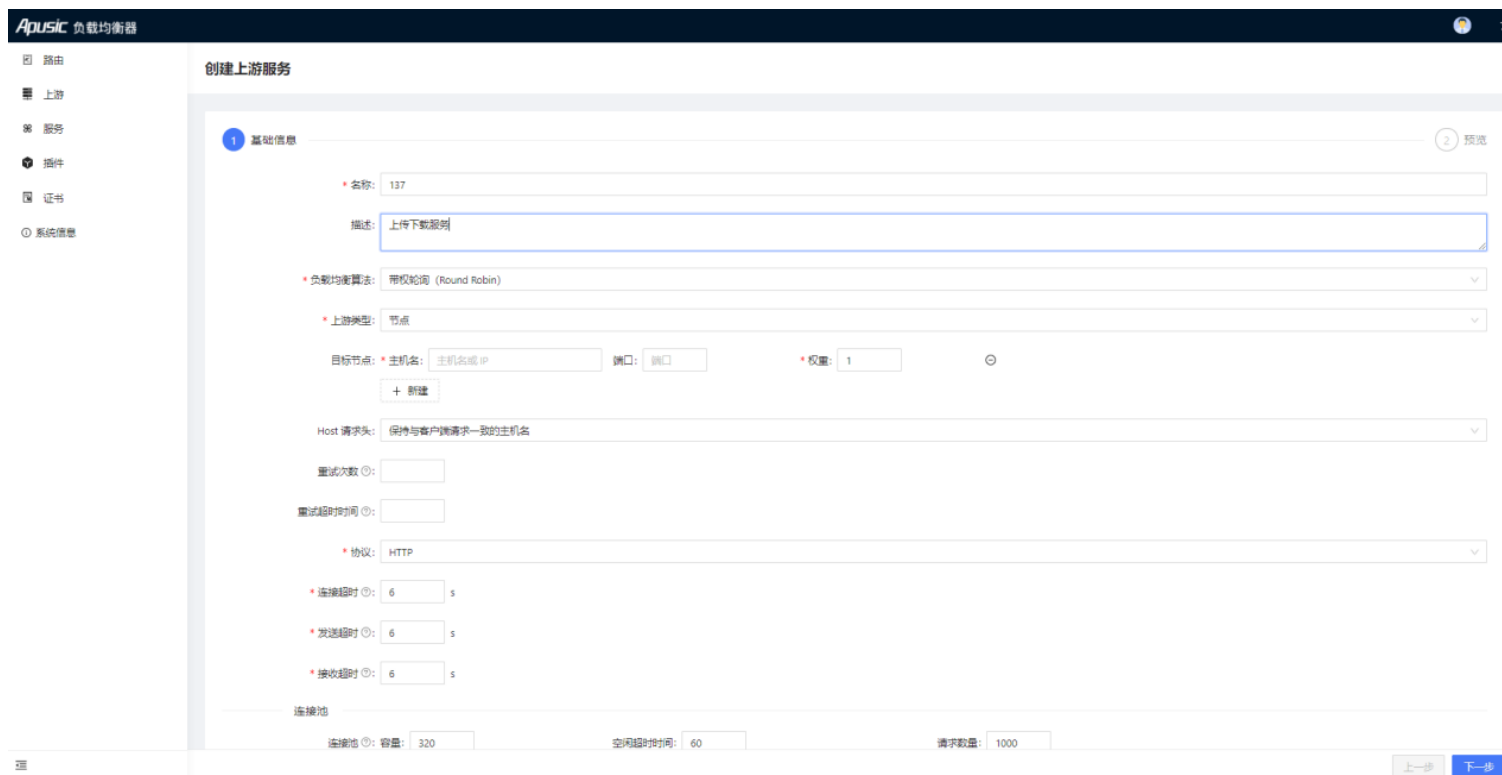 Apusic 负载均衡器
路由
上游
服务
插件
证书
系统信息
创建上游服务
1 基础信息
2 预览
* 名称: 137
描述: 上传下载服务
* 负载均衡算法: 带权轮询 (Round Robin)
* 上游类型: 节点
目标节点: * 主机名: 主机名或 IP 端口: 端口 * 权重: 1
+ 新建
Host 请求头: 保持与客户端请求一致的主机名
重试次数 ?:
重试超时时间 ?:
* 协议: HTTP
* 连接超时 ?: 6 s
* 发送超时 ?: 6 s
* 接收超时 ?: 6 s
连接池
连接池 ?: 容量: 320 空闲超时时间: 60 请求数量: 1000
上一步 下一步